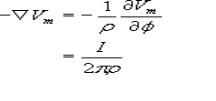 −▽V_m = −(1/ρ)(∂V_m/∂ϕ)
= I/(2πρ)